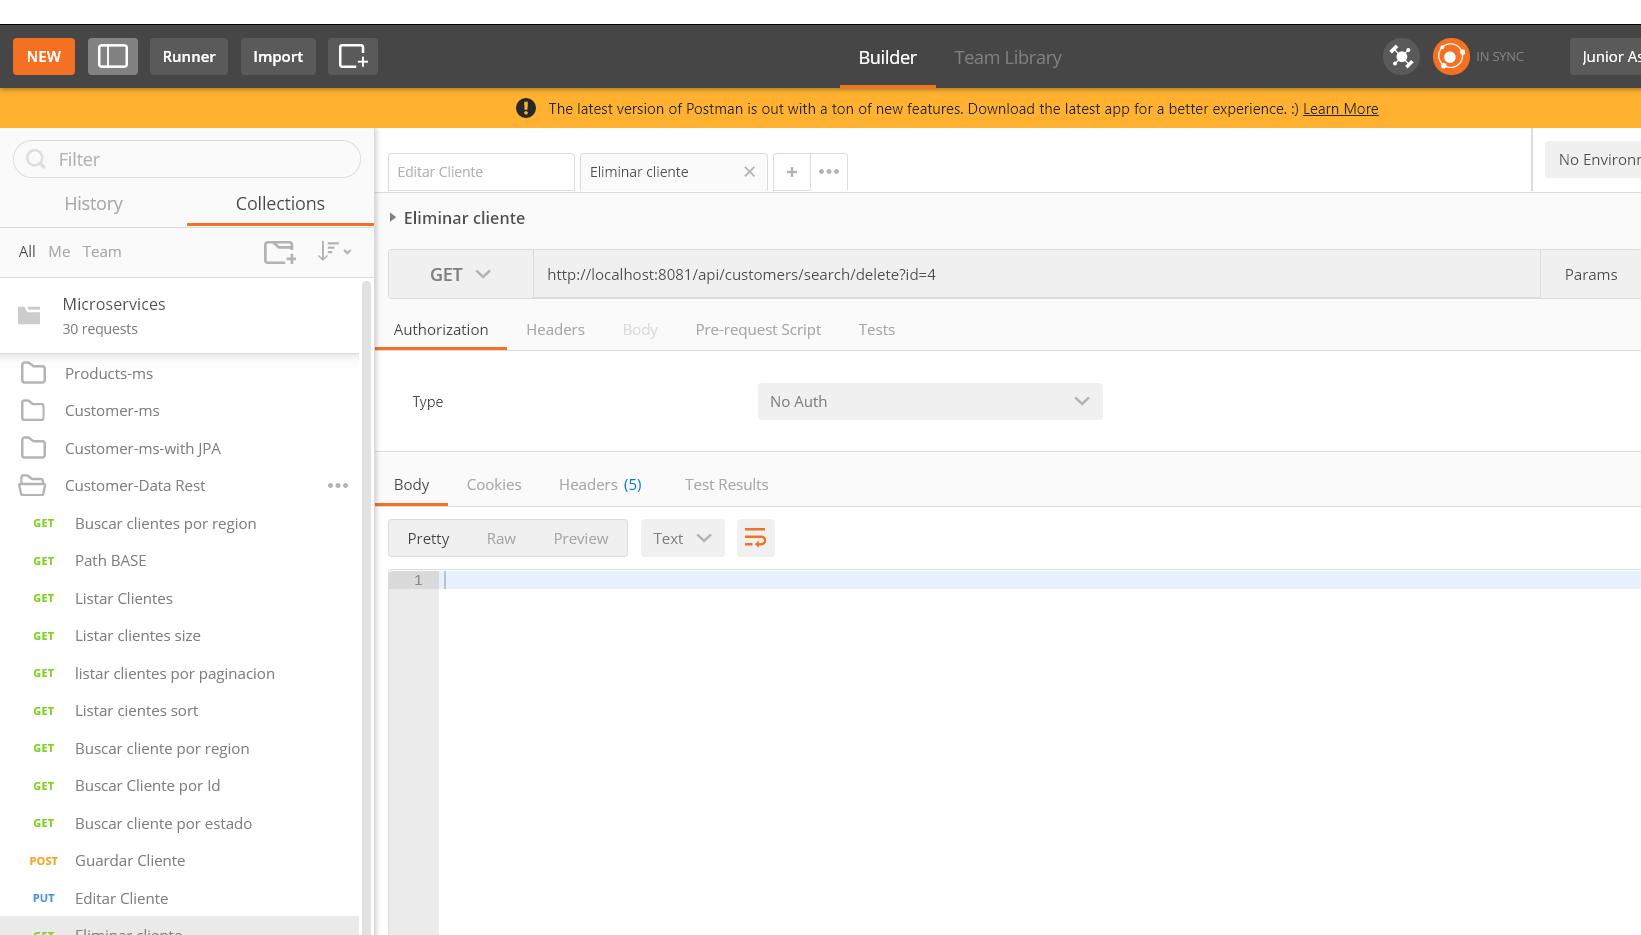 NEW Runner Import Builder Team Library IN SYNC Junior As
The latest version of Postman is out with a ton of new features. Download the latest app for a better experience. :) Learn More
Filter
History Collections
All Me Team
Microservices
30 requests
Products-ms
Customer-ms
Customer-ms-with JPA
Customer-Data Rest
GET Buscar clientes por region
GET Path BASE
GET Listar Clientes
GET Listar clientes size
GET listar clientes por paginacion
GET Listar cientes sort
GET Buscar cliente por region
GET Buscar Cliente por Id
GET Buscar cliente por estado
POST Guardar Cliente
PUT Editar Cliente
GET Eliminar cliente
Editar Cliente Eliminar cliente No Environ
Eliminar cliente
GET http://localhost:8081/api/customers/search/delete?id=4 Params
Authorization Headers Body Pre-request Script Tests
Type No Auth
Body Cookies Headers (5) Test Results
Pretty Raw Preview Text
1